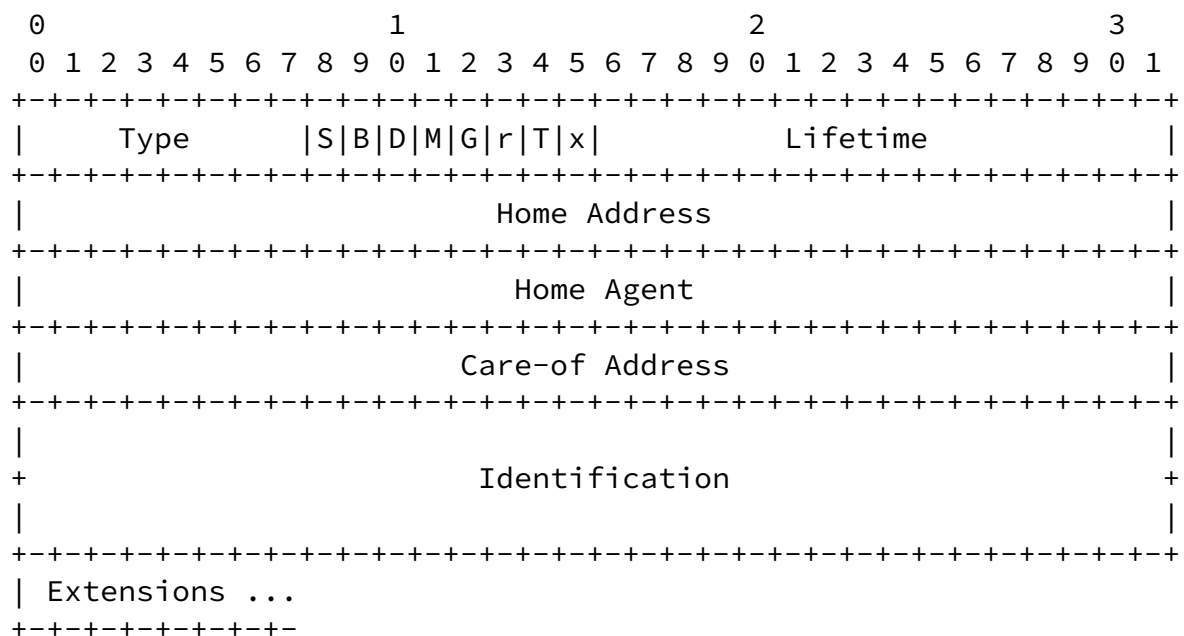 0                   1                   2                   3
 0 1 2 3 4 5 6 7 8 9 0 1 2 3 4 5 6 7 8 9 0 1 2 3 4 5 6 7 8 9 0 1
+-+-+-+-+-+-+-+-+-+-+-+-+-+-+-+-+-+-+-+-+-+-+-+-+-+-+-+-+-+-+-+-+
|     Type      |S|B|D|M|G|r|T|x|          Lifetime             |
+-+-+-+-+-+-+-+-+-+-+-+-+-+-+-+-+-+-+-+-+-+-+-+-+-+-+-+-+-+-+-+-+
|                          Home Address                         |
+-+-+-+-+-+-+-+-+-+-+-+-+-+-+-+-+-+-+-+-+-+-+-+-+-+-+-+-+-+-+-+-+
|                           Home Agent                          |
+-+-+-+-+-+-+-+-+-+-+-+-+-+-+-+-+-+-+-+-+-+-+-+-+-+-+-+-+-+-+-+-+
|                        Care-of Address                        |
+-+-+-+-+-+-+-+-+-+-+-+-+-+-+-+-+-+-+-+-+-+-+-+-+-+-+-+-+-+-+-+-+
|                                                               |
+                         Identification                        +
|                                                               |
+-+-+-+-+-+-+-+-+-+-+-+-+-+-+-+-+-+-+-+-+-+-+-+-+-+-+-+-+-+-+-+-+
| Extensions ...
+-+-+-+-+-+-+-+-